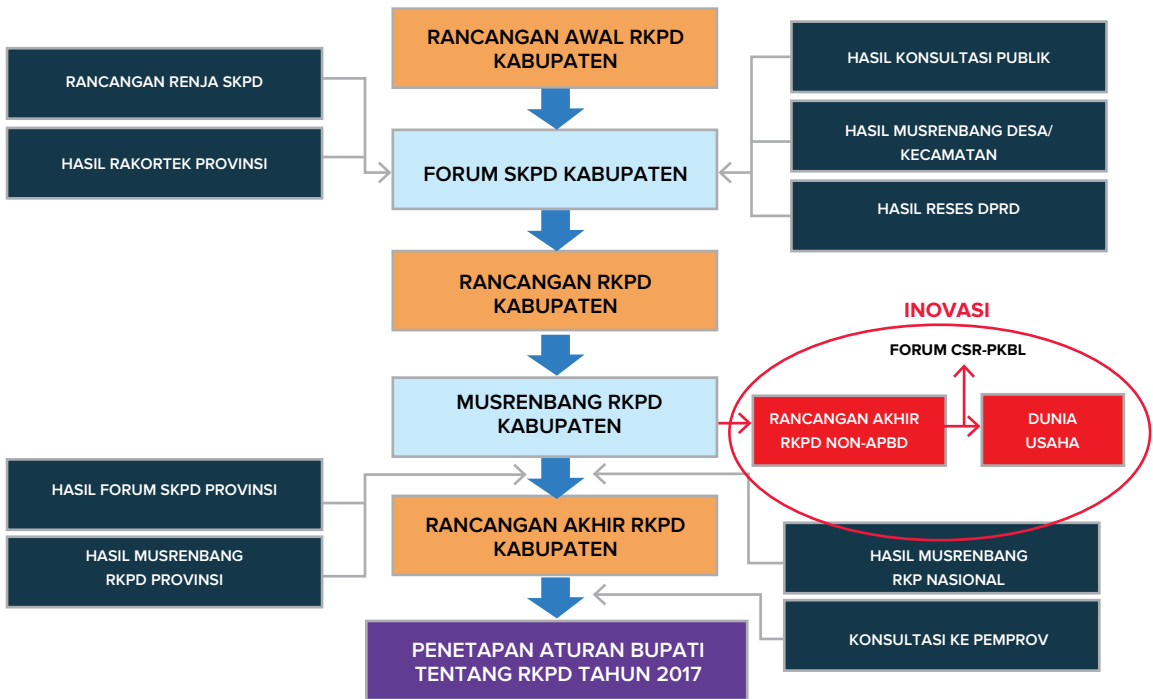 RANCANGAN AWAL RKPD
KABUPATEN
RANCANGAN RENJA SKPD
HASIL RAKORTEK PROVINSI
HASIL KONSULTASI PUBLIK
HASIL MUSRENBANG DESA/
KECAMATAN
HASIL RESES DPRD
FORUM SKPD KABUPATEN
RANCANGAN RKPD
KABUPATEN
INOVASI
FORUM CSR-PKBL
MUSRENBANG RKPD
KABUPATEN
RANCANGAN AKHIR
RKPD NON-APBD
DUNIA
USAHA
HASIL FORUM SKPD PROVINSI
HASIL MUSRENBANG
RKPD PROVINSI
RANCANGAN AKHIR RKPD
KABUPATEN
HASIL MUSRENBANG
RKP NASIONAL
KONSULTASI KE PEMPROV
PENETAPAN ATURAN BUPATI
TENTANG RKPD TAHUN 2017